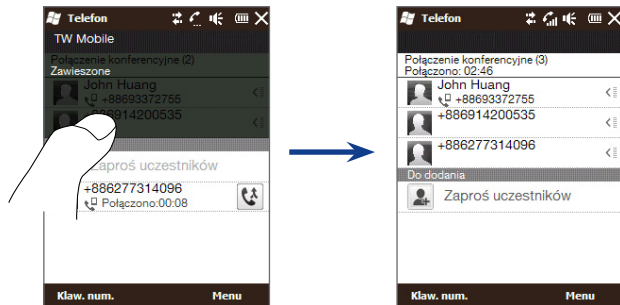 Telefon
TW Mobile
Połączenie konferencyjne (2)
Zawieszone
John Huang
+88693372755
+886914200535
Zaproś uczestników
+886277314096
Połączono:00:08
Klaw. num. Menu
Telefon
Połączenie konferencyjne (3)
Połączono: 02:46
John Huang
+88693372755
+886914200535
+886277314096
Do dodania
Zaproś uczestników
Klaw. num. Menu